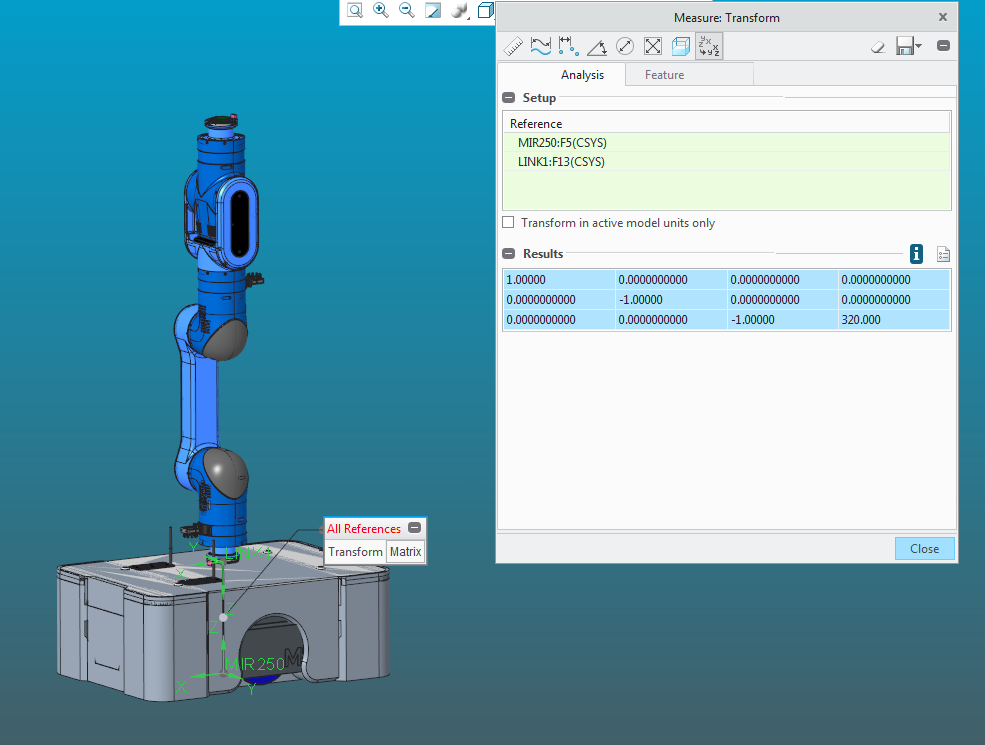 Measure: Transform
Analysis
Feature
Setup
Reference
MIR250:F5(CSYS)
LINK1:F13(CSYS)
Transform in active model units only
Results
1.00000 0.0000000000 0.0000000000 0.0000000000
0.0000000000 -1.00000 0.0000000000 0.0000000000
0.0000000000 0.0000000000 -1.00000 320.000
Close
All References
Transform Matrix
Y
X
Z
MIR250
X
Y